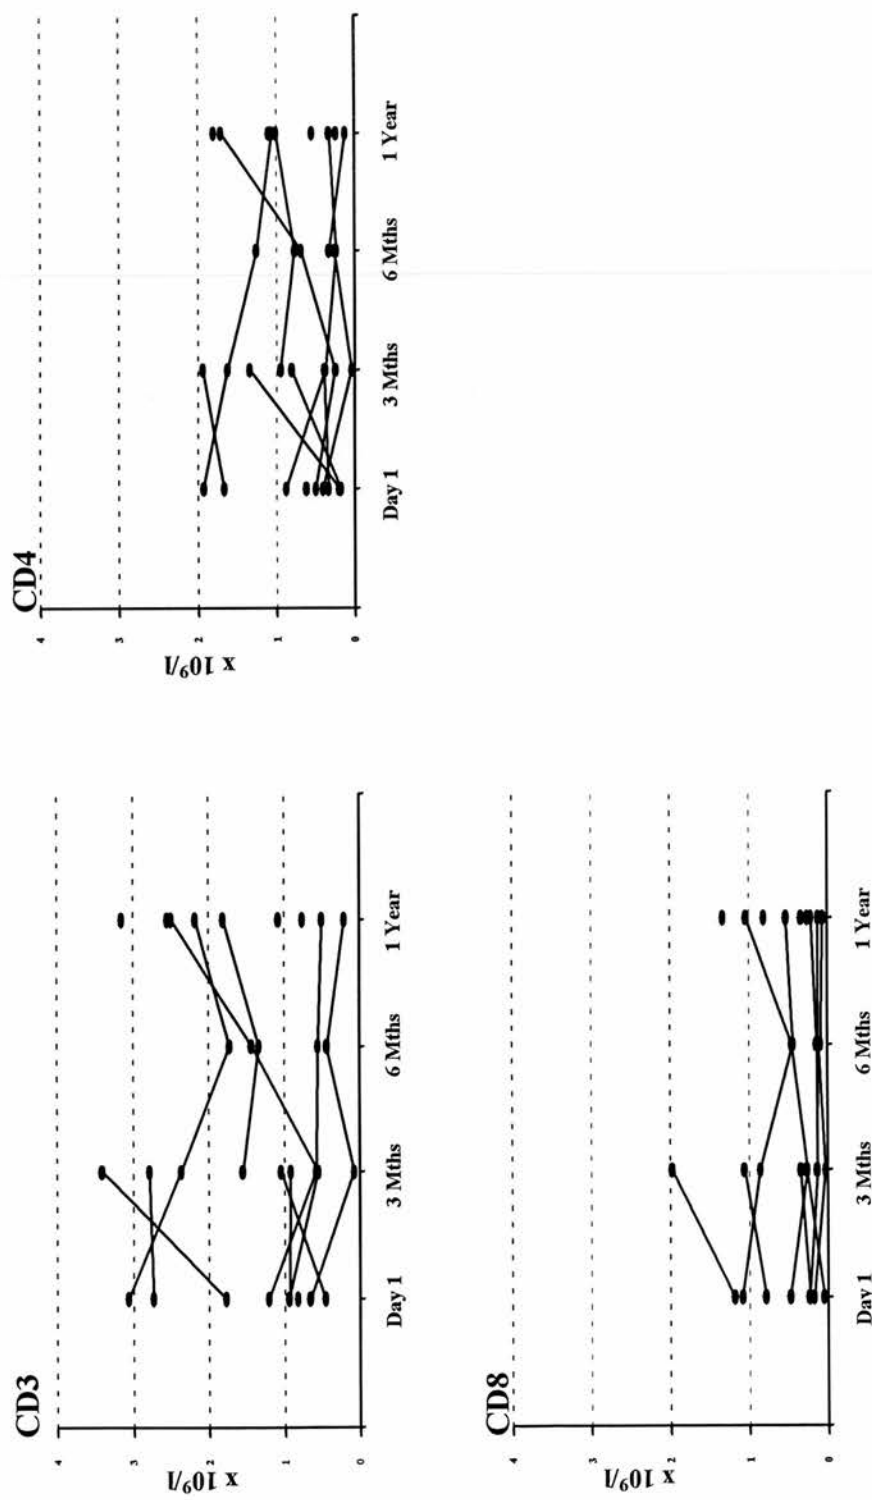 CD3
4
3
2
1
0
x 10⁹/l
Day 1
3 Mths
6 Mths
1 Year
CD4
4
3
2
1
0
x 10⁹/l
Day 1
3 Mths
6 Mths
1 Year
CD8
4
3
2
1
0
x 10⁹/l
Day 1
3 Mths
6 Mths
1 Year